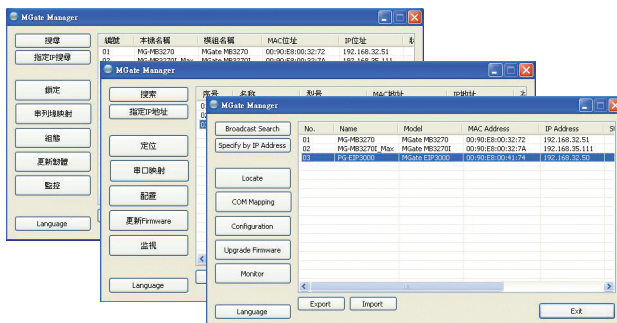 MGate Manager
搜尋
指定IP搜尋
鎖定
串列埠映射
組態
更新韌體
監控
Language
編號 本機名稱 模組名稱 MAC位址 IP位址
01 MG-MB3270 MGate MB3270 00:90:E8:00:32:72 192.168.32.51
MGate Manager
搜索
指定IP地址
定位
串口映射
配置
更新Firmware
监视
Language
序号 名称 型号 MAC地址 IP地址
MGate Manager
Broadcast Search
Specify by IP Address
Locate
COM Mapping
Configuration
Upgrade Firmware
Monitor
Language
No. Name Model MAC Address IP Address
01 MG-MB3270 MGate MB3270 00:90:E8:00:32:72 192.168.32.51
02 MG-MB3270I_Max MGate MB3270I 00:90:E8:00:32:7A 192.168.35.111
03 PG-EIP3000 MGate EIP3000 00:90:E8:00:41:74 192.168.32.50
Export Import
Exit